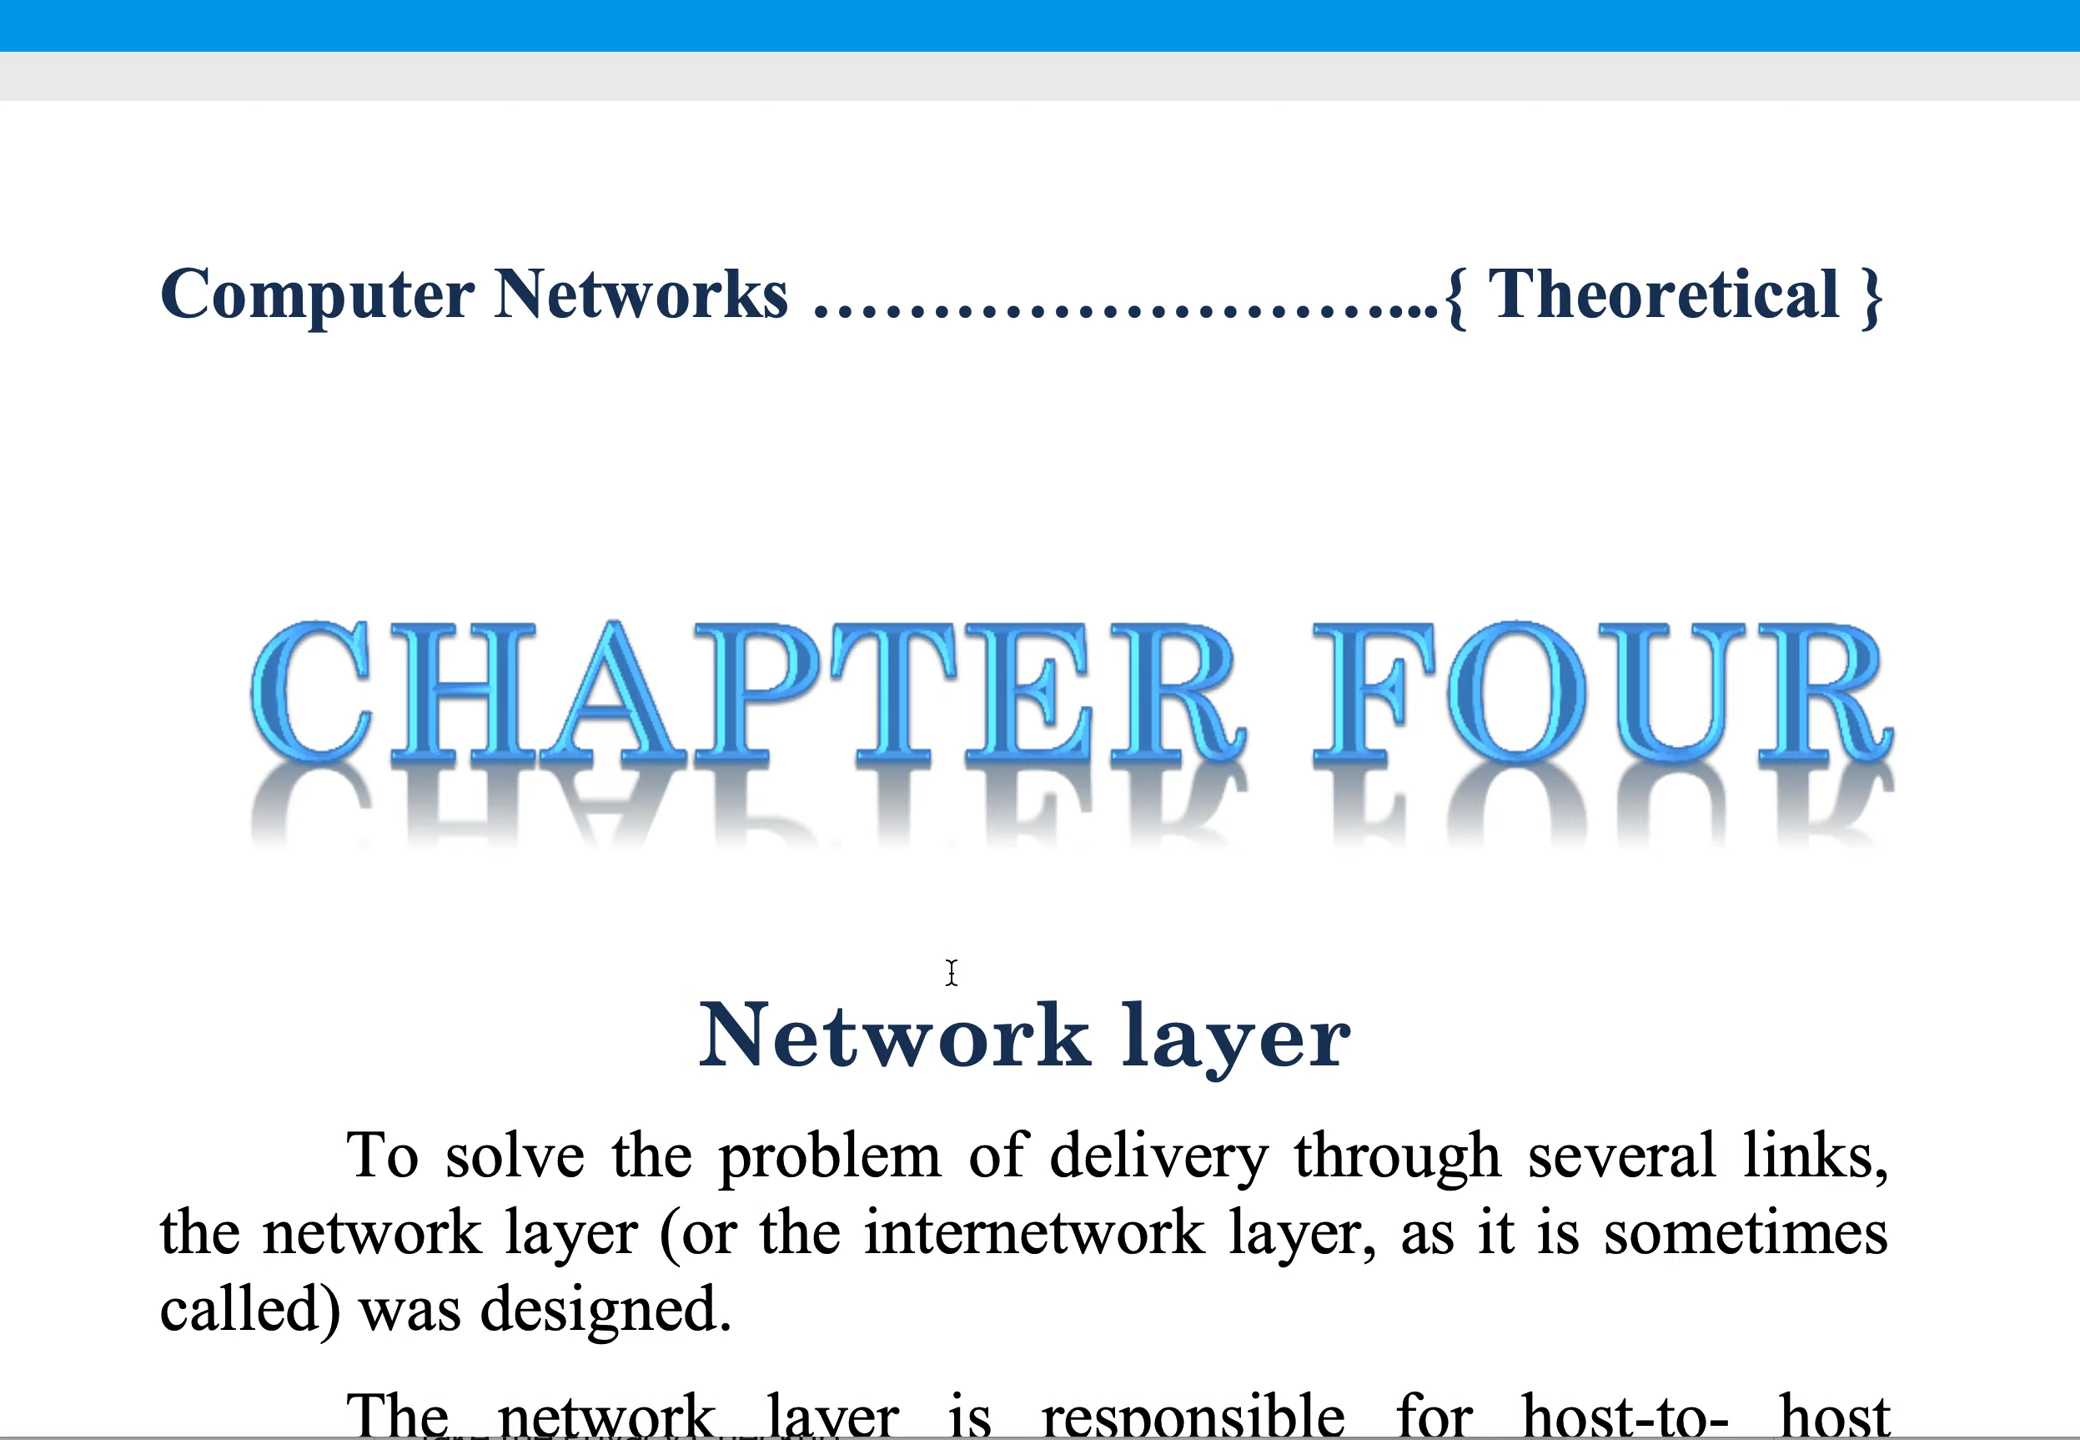 Computer Networks ……………………...{ Theoretical }
CHAPTER FOUR
Network layer
To solve the problem of delivery through several links,
the network layer (or the internetwork layer, as it is sometimes
called) was designed.
The network layer is responsible for host-to- host